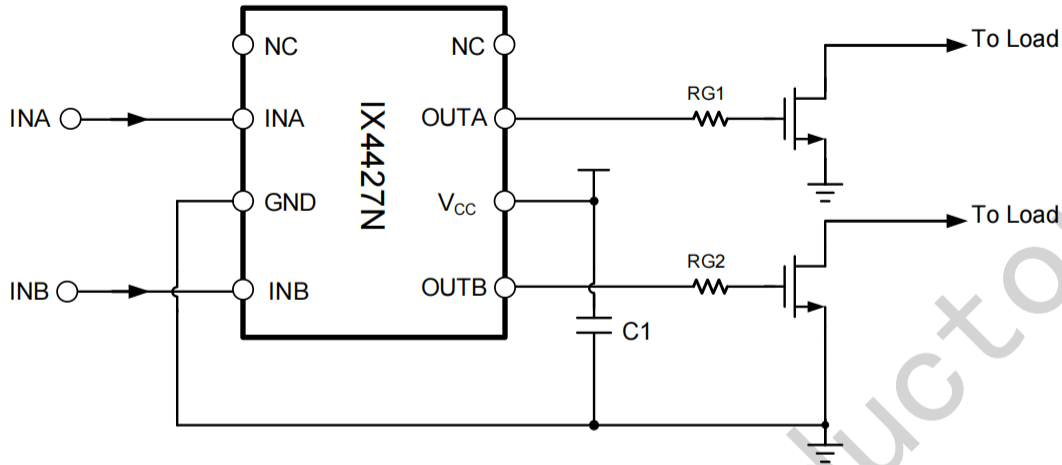 NC
NC
INA
INA
OUTA
RG1
To Load
IX4427N
GND
VCC
To Load
INB
INB
OUTB
RG2
C1